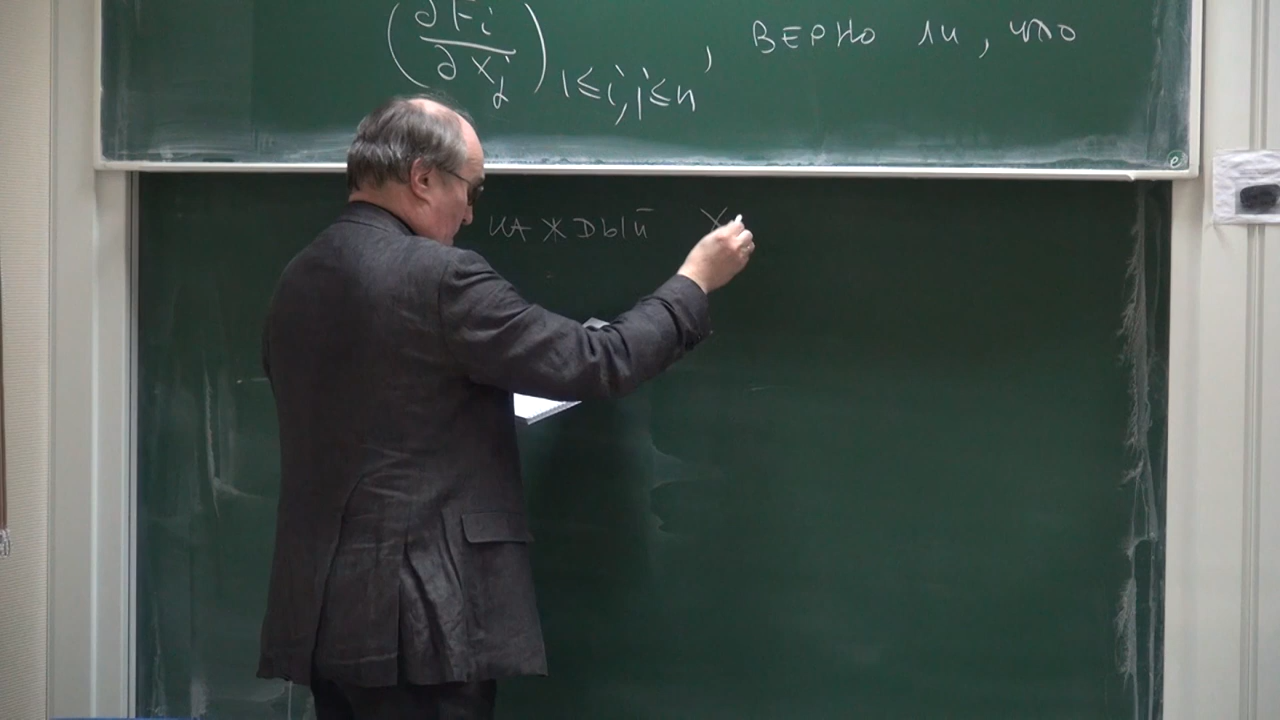 (∂Fi/∂xj)1≤i,j≤n, ВЕРНО ЛИ, что
КАЖДЫЙ X